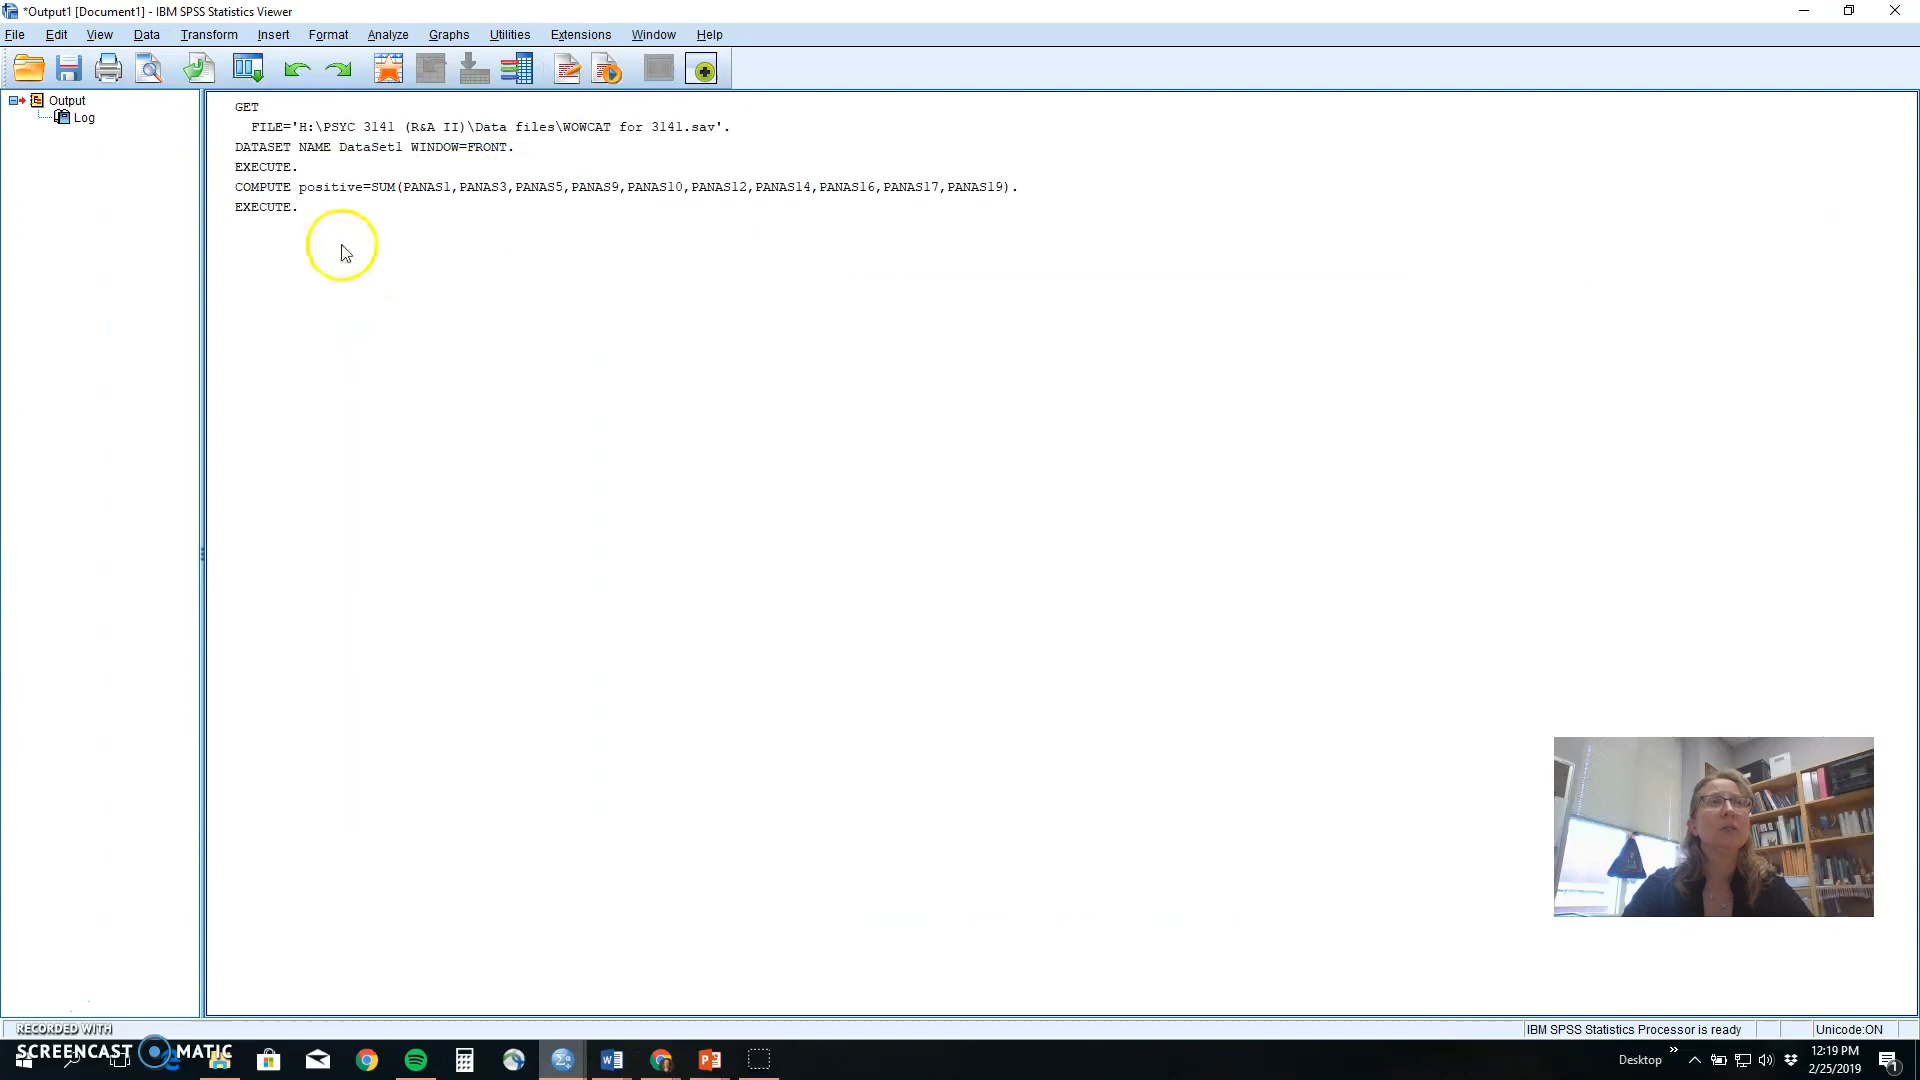 *Output1 [Document1] - IBM SPSS Statistics Viewer
File Edit View Data Transform Insert Format Analyze Graphs Utilities Extensions Window Help
Output
Log
GET
FILE='H:\PSYC 3141 (R&A II)\Data files\WOWCAT for 3141.sav'.
DATASET NAME DataSet1 WINDOW=FRONT.
EXECUTE.
COMPUTE positive=SUM(PANAS1,PANAS3,PANAS5,PANAS9,PANAS10,PANAS12,PANAS14,PANAS16,PANAS17,PANAS19).
EXECUTE.
IBM SPSS Statistics Processor is ready
Unicode:ON
RECORDED WITH
SCREENCAST MATIC
Desktop
12:19 PM
2/25/2019
1